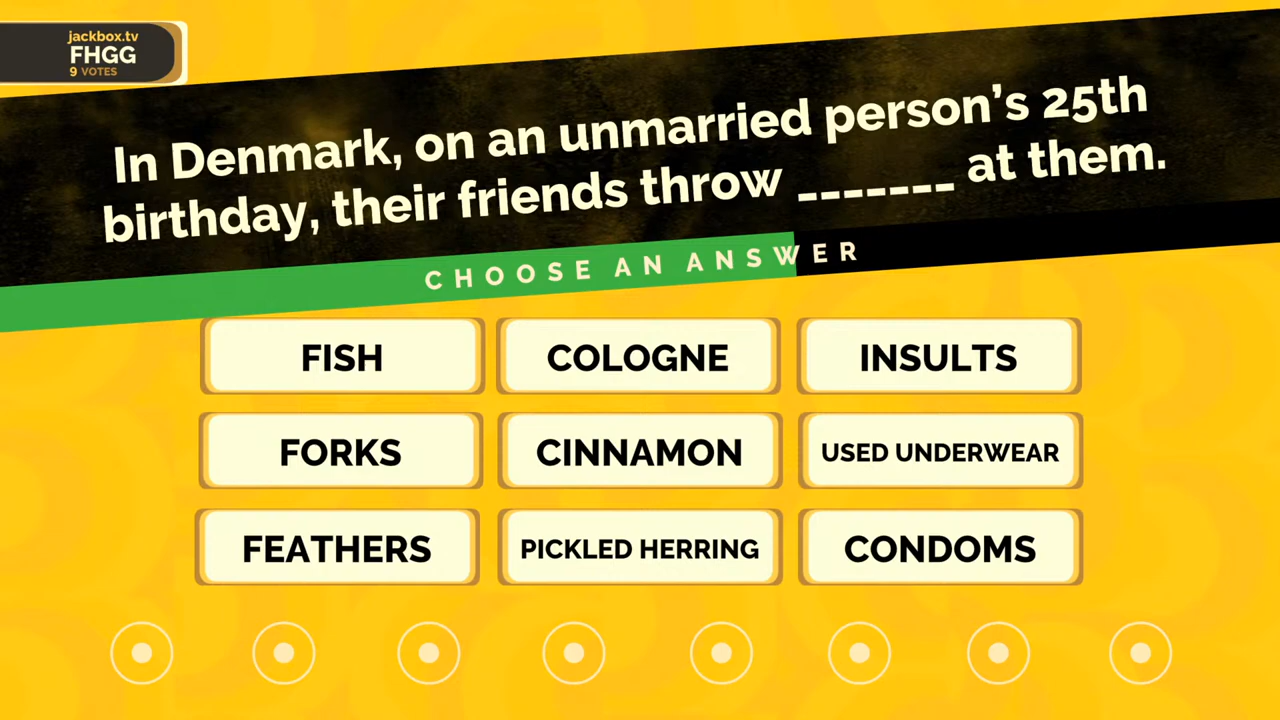 jackbox.tv
FHGG
9 VOTES
In Denmark, on an unmarried person’s 25th
birthday, their friends throw _______ at them.
CHOOSE AN ANSWER
FISH
COLOGNE
INSULTS
FORKS
CINNAMON
USED UNDERWEAR
FEATHERS
PICKLED HERRING
CONDOMS